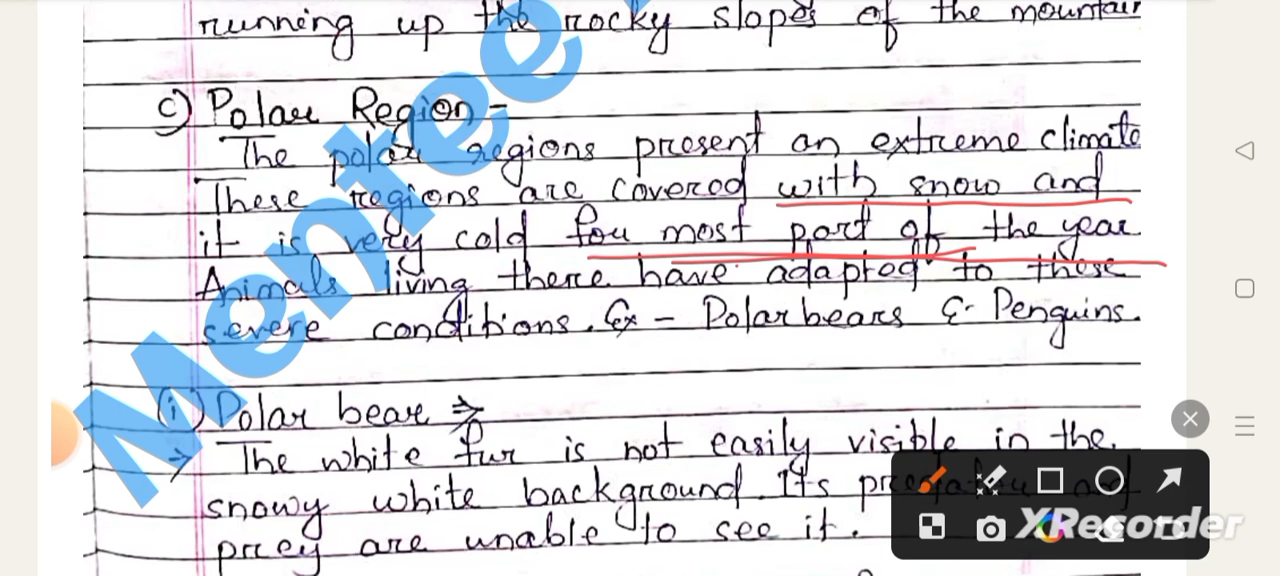 running up the rocky slopes of the mountain
c) Polar Region -
The polar regions present an extreme climate
These regions are covered with snow and
it is very cold for most part of the year
Animals living there have adapted to these
severe conditions. Ex - Polar bears & Penguins.
(i) Polar bear ⇒
→ The white fur is not easily visible in the
snowy white background. Its predators and
prey are unable to see it.
Mentee
XRecorder